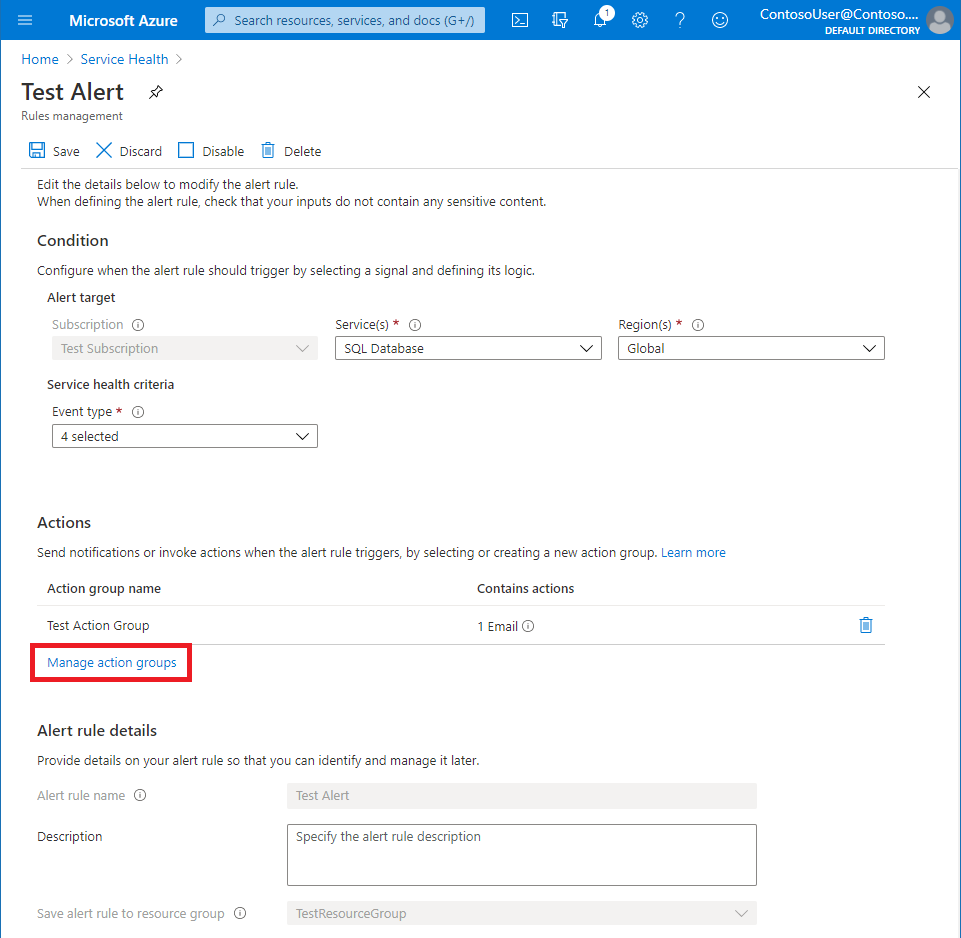 Microsoft Azure
Search resources, services, and docs (G+/)
1
ContosoUser@Contoso....
DEFAULT DIRECTORY
Home > Service Health >
Test Alert
Rules management
Save Discard Disable Delete
Edit the details below to modify the alert rule.
When defining the alert rule, check that your inputs do not contain any sensitive content.
Condition
Configure when the alert rule should trigger by selecting a signal and defining its logic.
Alert target
Subscription Service(s) * Region(s) *
Test Subscription SQL Database Global
Service health criteria
Event type *
4 selected
Actions
Send notifications or invoke actions when the alert rule triggers, by selecting or creating a new action group. Learn more
Action group name Contains actions
Test Action Group 1 Email
Manage action groups
Alert rule details
Provide details on your alert rule so that you can identify and manage it later.
Alert rule name Test Alert
Description Specify the alert rule description
Save alert rule to resource group TestResourceGroup